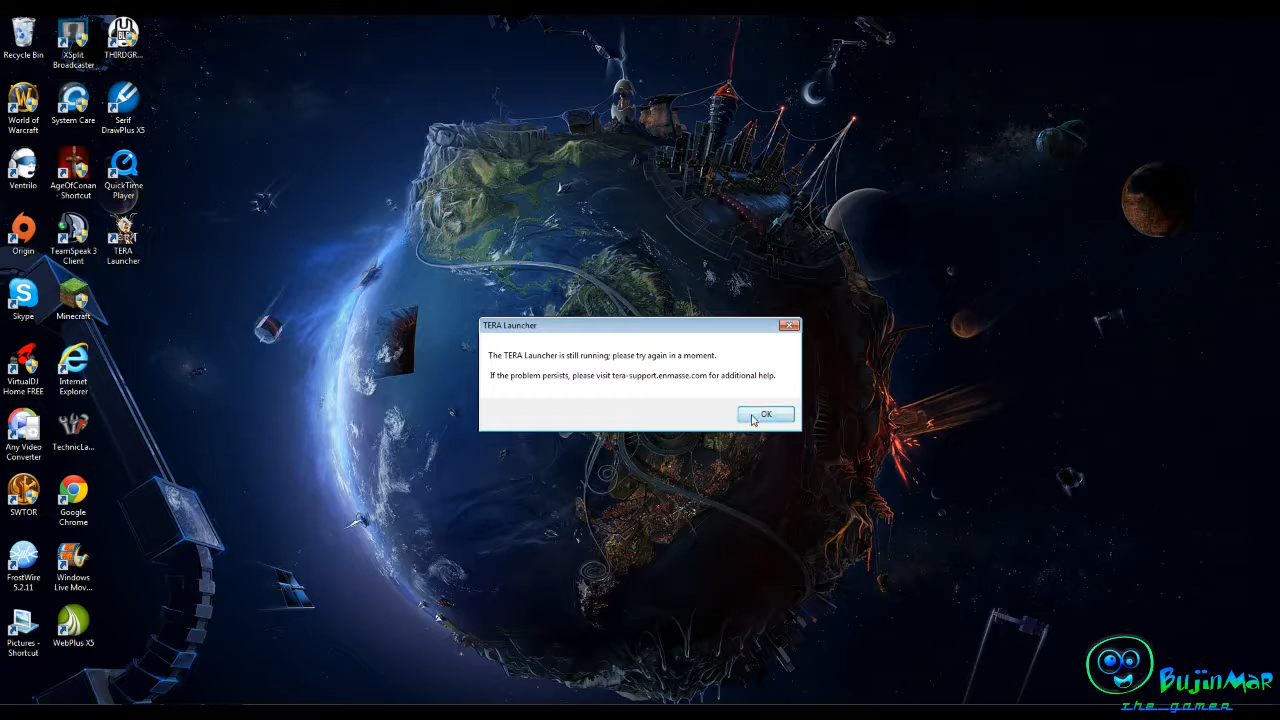 Recycle Bin
XSplit
Broadcaster
THIRDGR...
World of
Warcraft
System Care
Serif
DrawPlus X5
Ventrilo
AgeOfConan
- Shortcut
QuickTime
Player
Origin
TeamSpeak 3
Client
TERA
Launcher
Skype
Minecraft
VirtualDJ
Home FREE
Internet
Explorer
Any Video
Converter
TechnicLa...
SWTOR
Google
Chrome
FrostWire
5.2.11
Windows
Live Mov...
Pictures -
Shortcut
WebPlus X5
TERA Launcher
The TERA Launcher is still running; please try again in a moment.
If the problem persists, please visit tera-support.enmasse.com for additional help.
OK
BujinMar
The_gamer